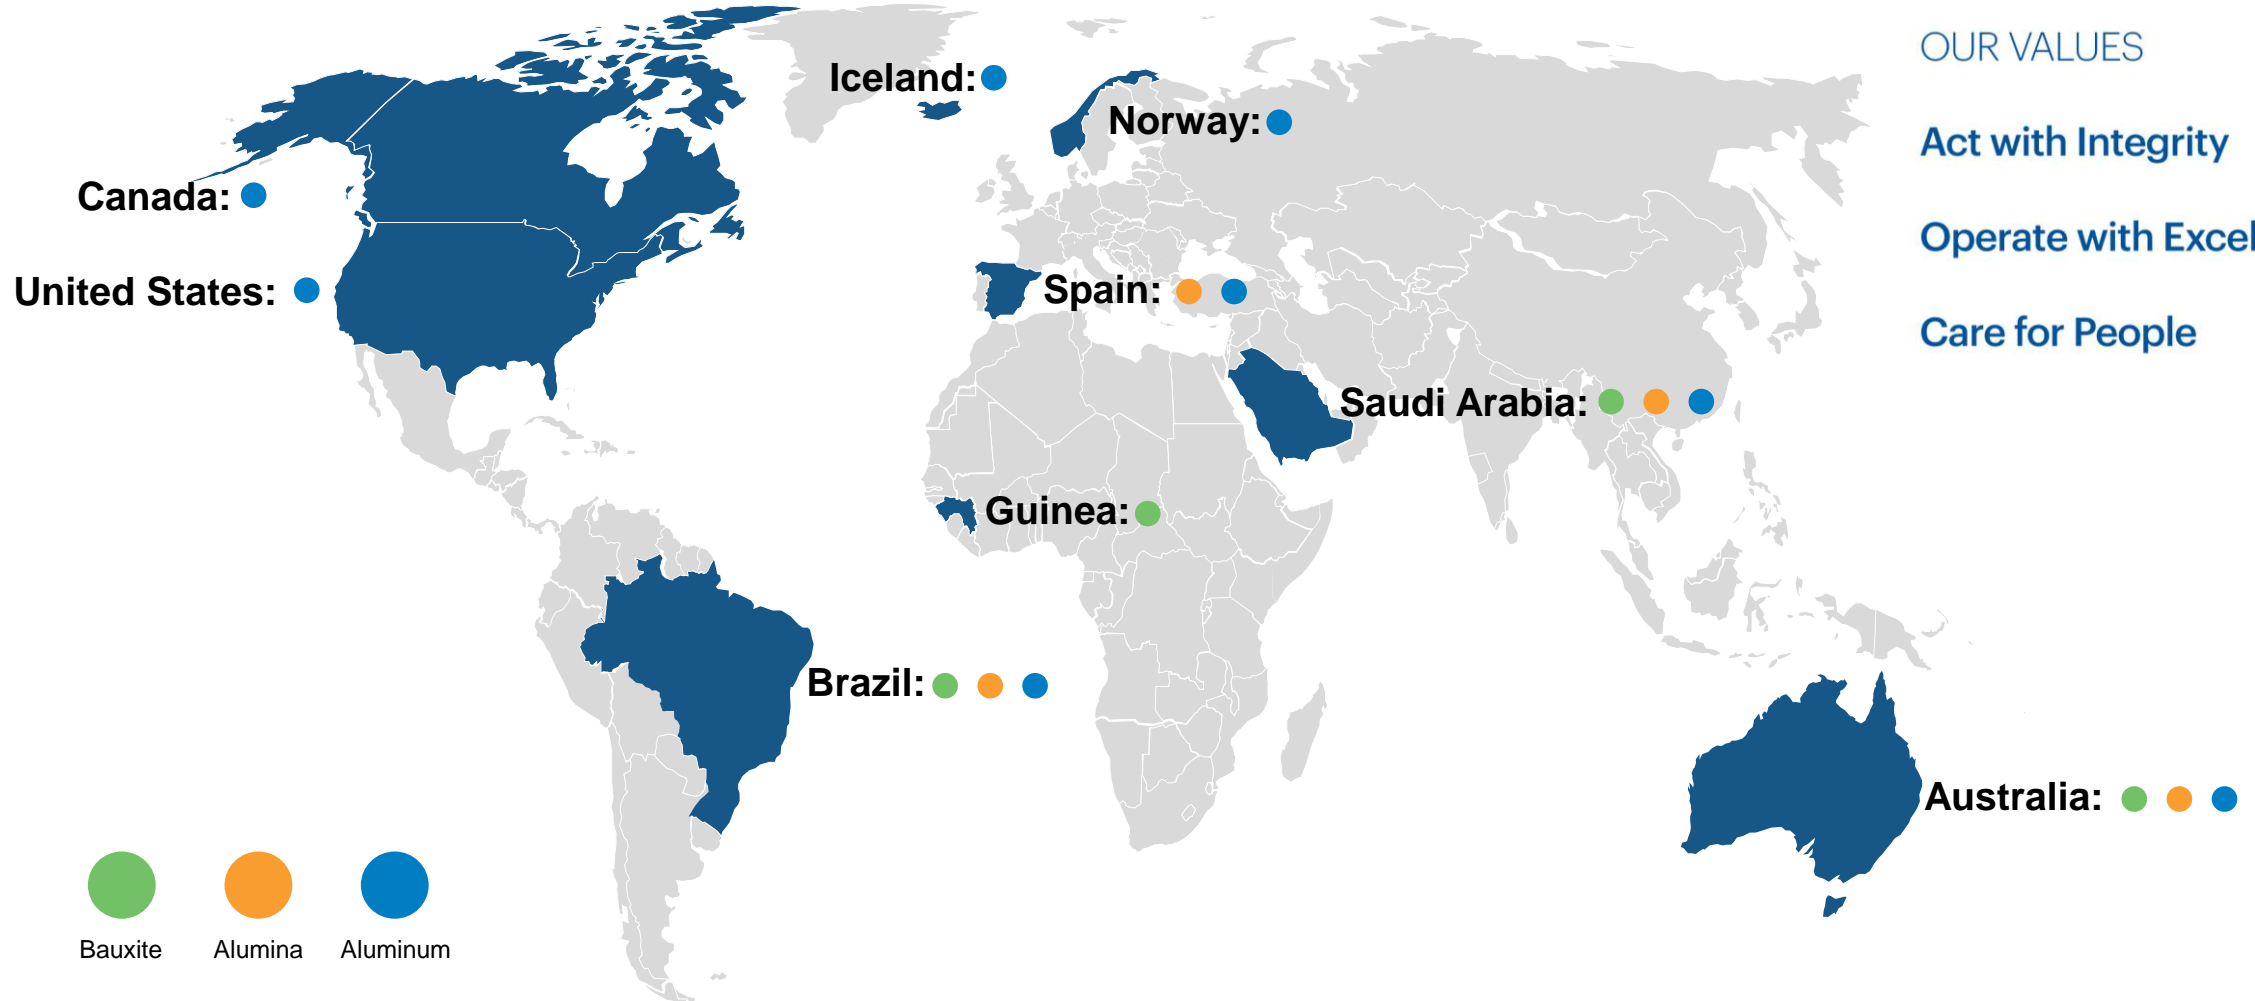 OUR VALUES
Act with Integrity
Operate with Excel
Care for People
Iceland:
Norway:
Canada:
United States:
Spain:
Saudi Arabia:
Guinea:
Brazil:
Australia:
Bauxite
Alumina
Aluminum